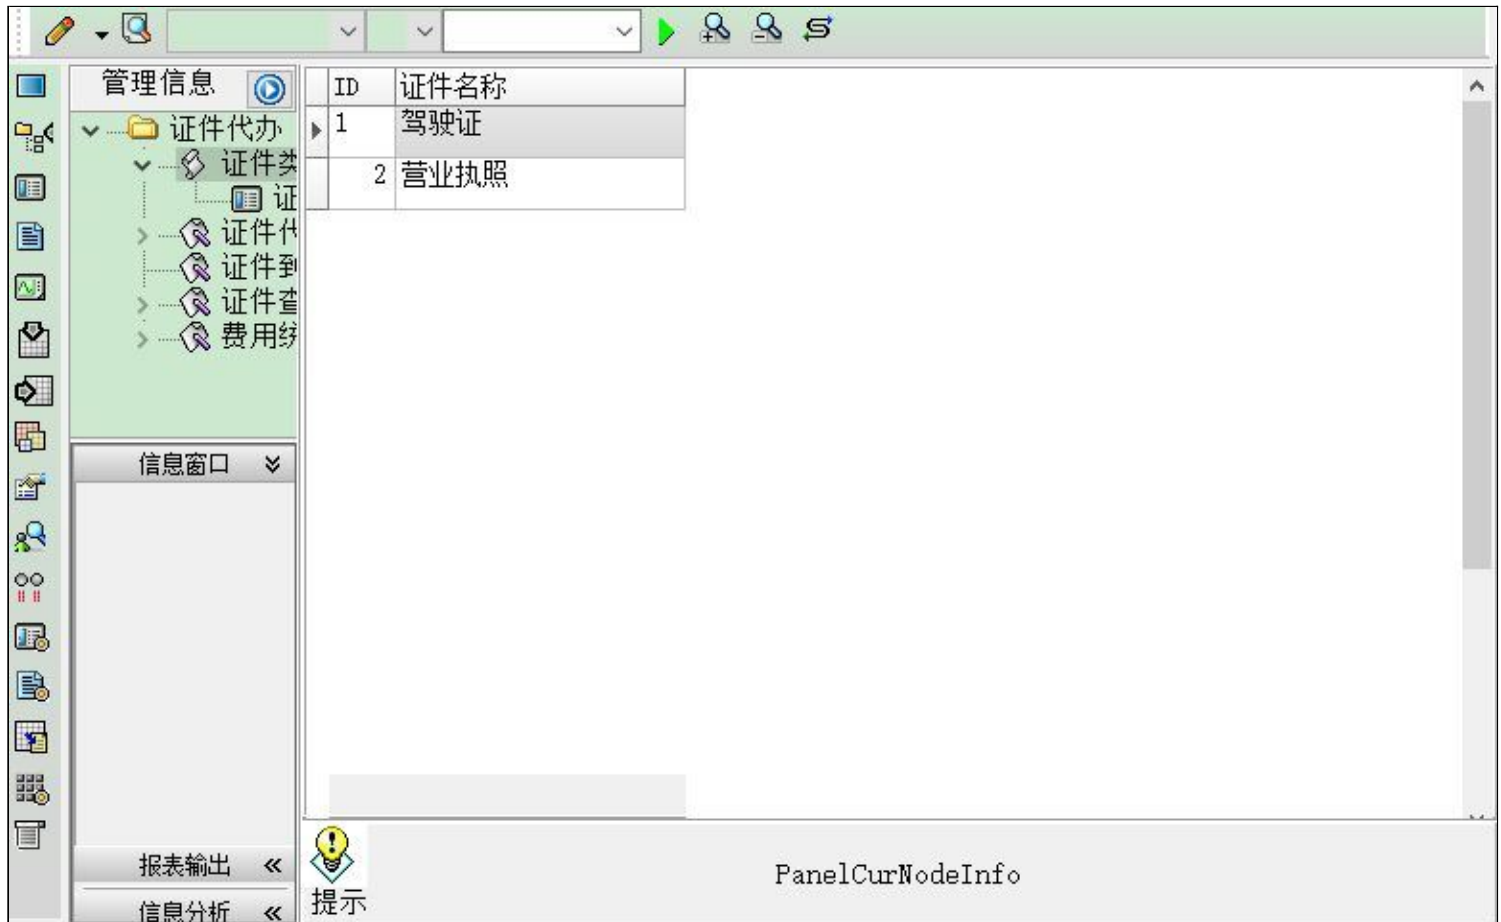 管理信息
证件代办
证件类
证
证件代
证件到
证件查
费用统
信息窗口
报表输出
信息分析
ID 证件名称
1 驾驶证
2 营业执照
提示
PanelCurNodeInfo